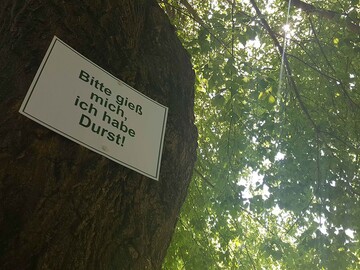 Bitte gieß
mich,
ich habe
Durst!